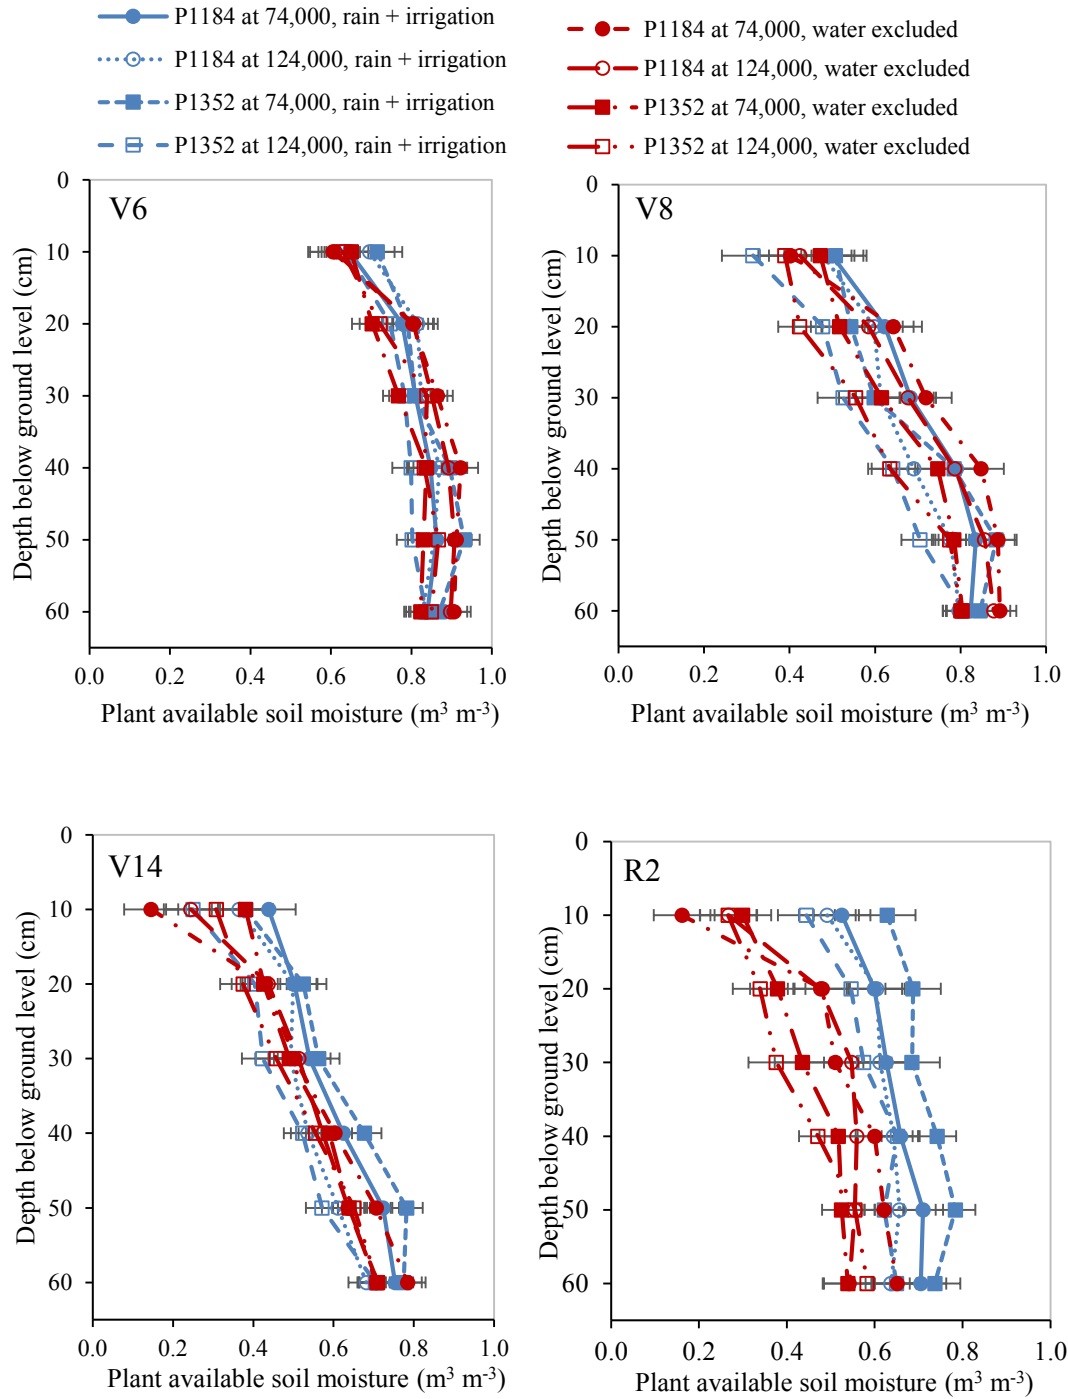 P1184 at 74,000, rain + irrigation
P1184 at 124,000, rain + irrigation
P1352 at 74,000, rain + irrigation
P1352 at 124,000, rain + irrigation
P1184 at 74,000, water excluded
P1184 at 124,000, water excluded
P1352 at 74,000, water excluded
P1352 at 124,000, water excluded
V6
Depth below ground level (cm)
0
10
20
30
40
50
60
0.0 0.2 0.4 0.6 0.8 1.0
Plant available soil moisture (m³ m⁻³)
V8
Depth below ground level (cm)
0
10
20
30
40
50
60
0.0 0.2 0.4 0.6 0.8 1.0
Plant available soil moisture (m³ m⁻³)
V14
Depth below ground level (cm)
0
10
20
30
40
50
60
0.0 0.2 0.4 0.6 0.8 1.0
Plant available soil moisture (m³ m⁻³)
R2
Depth below ground level (cm)
0
10
20
30
40
50
60
0.0 0.2 0.4 0.6 0.8 1.0
Plant available soil moisture (m³ m⁻³)